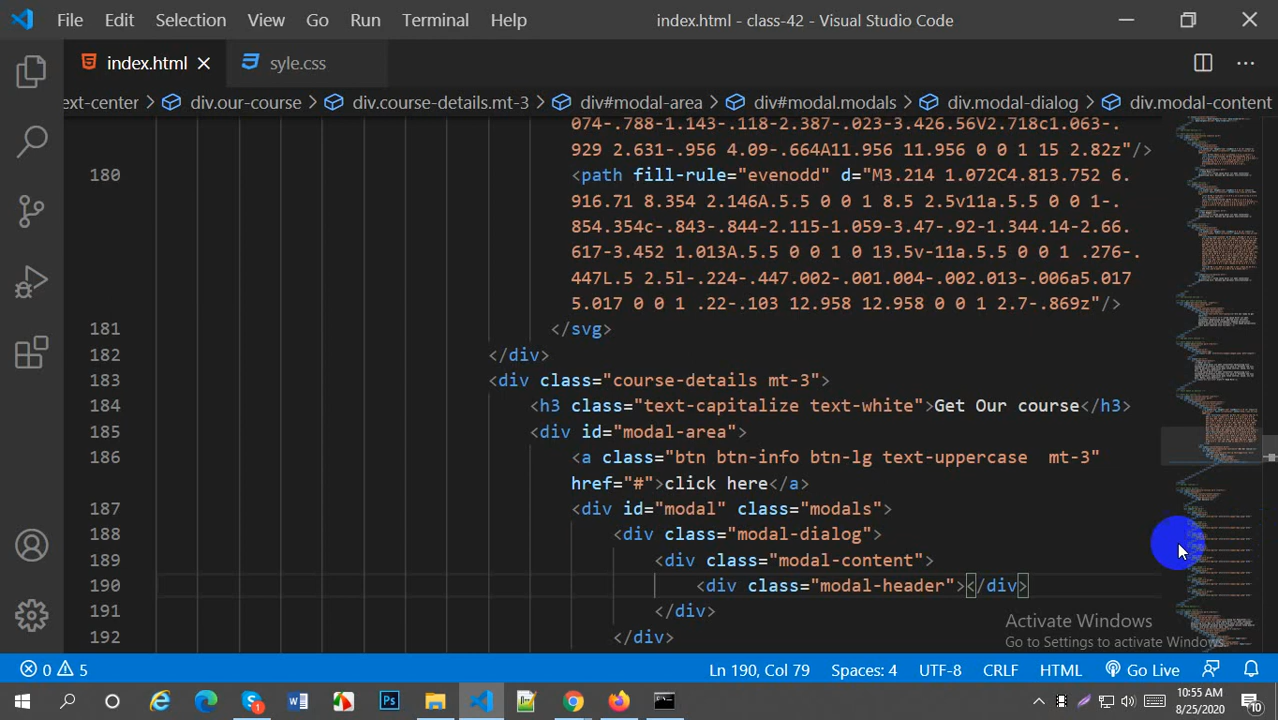 File Edit Selection View Go Run Terminal Help index.html - class-42 - Visual Studio Code
index.html syle.css
ext-center div.our-course div.course-details.mt-3 div#modal-area div#modal.modals div.modal-dialog div.modal-content
074-.788-1.143-.118-2.387-.023-3.426.56V2.718c1.063-.
929 2.631-.956 4.09-.664A11.956 11.956 0 0 1 15 2.82z"/>
180 <path fill-rule="evenodd" d="M3.214 1.072C4.813.752 6.
916.71 8.354 2.146A.5.5 0 0 1 8.5 2.5v11a.5.5 0 0 1-.
854.354c-.843-.844-2.115-1.059-3.47-.92-1.344.14-2.66.
617-3.452 1.013A.5.5 0 0 1 0 13.5v-11a.5.5 0 0 1 .276-.
447L.5 2.5l-.224-.447.002-.001.004-.002.013-.006a5.017
5.017 0 0 1 .22-.103 12.958 12.958 0 0 1 2.7-.869z"/>
181 </svg>
182 </div>
183 <div class="course-details mt-3">
184 <h3 class="text-capitalize text-white">Get Our course</h3>
185 <div id="modal-area">
186 <a class="btn btn-info btn-lg text-uppercase  mt-3"
href="#">click here</a>
187 <div id="modal" class="modals">
188 <div class="modal-dialog">
189 <div class="modal-content">
190 <div class="modal-header"></div>
191 </div>
192 </div>
Activate Windows
Go to Settings to activate Windows.
0 5 Ln 190, Col 79 Spaces: 4 UTF-8 CRLF HTML Go Live
10:55 AM
8/25/2020